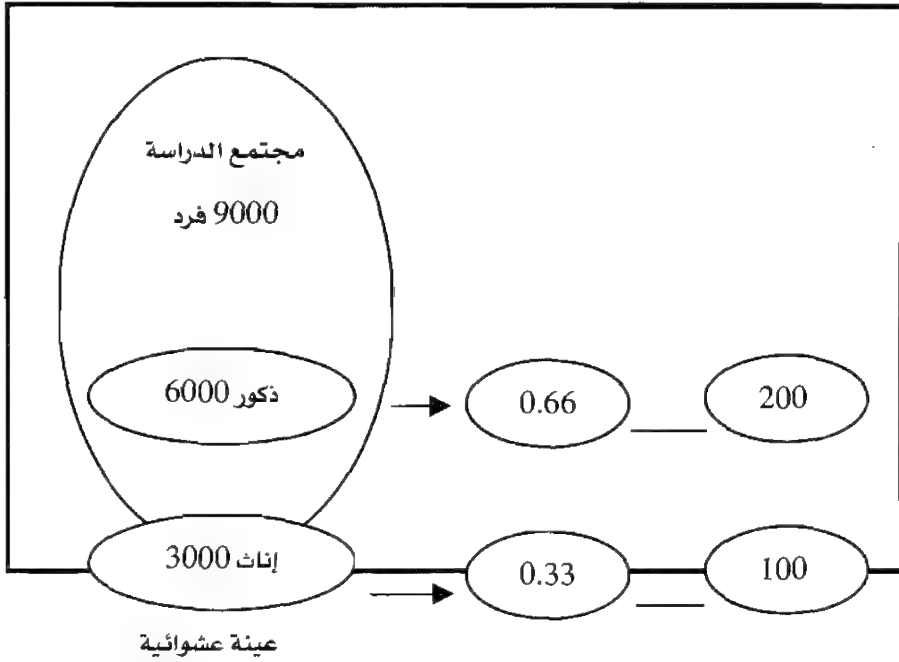 مجتمع الدراسة
9000 فرد
ذكور 6000
0.66
200
إناث 3000
0.33
100
عينة عشوائية